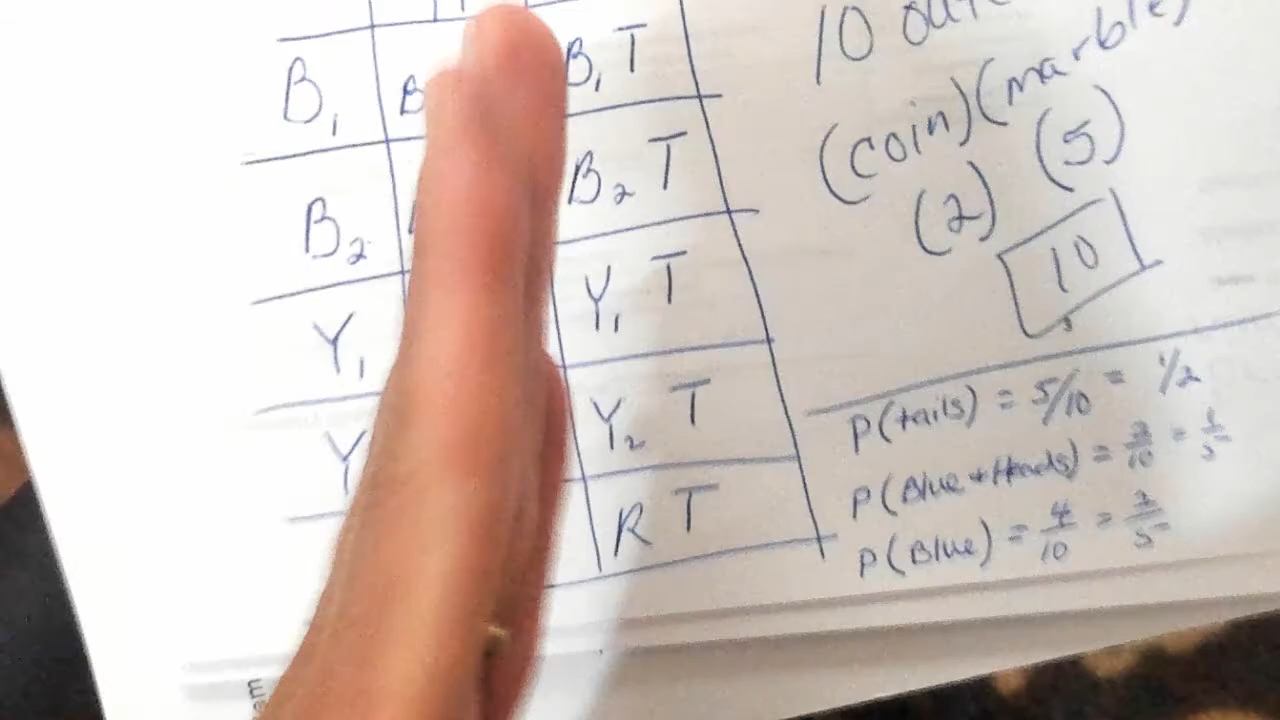 B₁ B B₁ T
B₂ B₂ T
Y₁ Y₁ T
Y Y₂ T
R T
10
(coin)(marble)
(2) (5)
10
P(tails) = 5/10 = 1/2
P(Blue + Heads) = 2/10 = 1/5
P(Blue) = 4/10 = 2/5